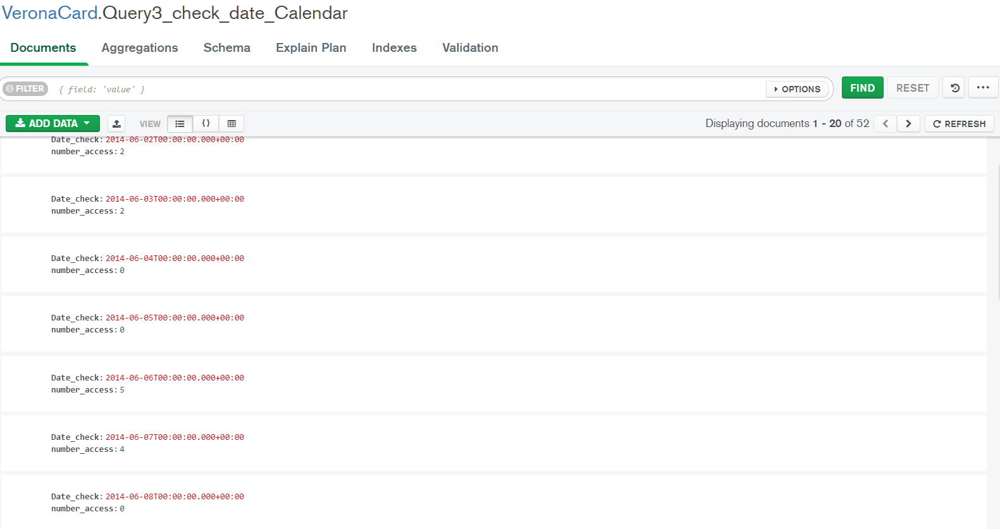 VeronaCard.Query3_check_date_Calendar
Documents Aggregations Schema Explain Plan Indexes Validation
FILTER { field: 'value' } OPTIONS FIND RESET ...
ADD DATA VIEW {} Displaying documents 1 - 20 of 52 REFRESH
Date_check: 2014-06-02T00:00:00.000+00:00
number_access: 2
Date_check: 2014-06-03T00:00:00.000+00:00
number_access: 2
Date_check: 2014-06-04T00:00:00.000+00:00
number_access: 0
Date_check: 2014-06-05T00:00:00.000+00:00
number_access: 0
Date_check: 2014-06-06T00:00:00.000+00:00
number_access: 5
Date_check: 2014-06-07T00:00:00.000+00:00
number_access: 4
Date_check: 2014-06-08T00:00:00.000+00:00
number_access: 0